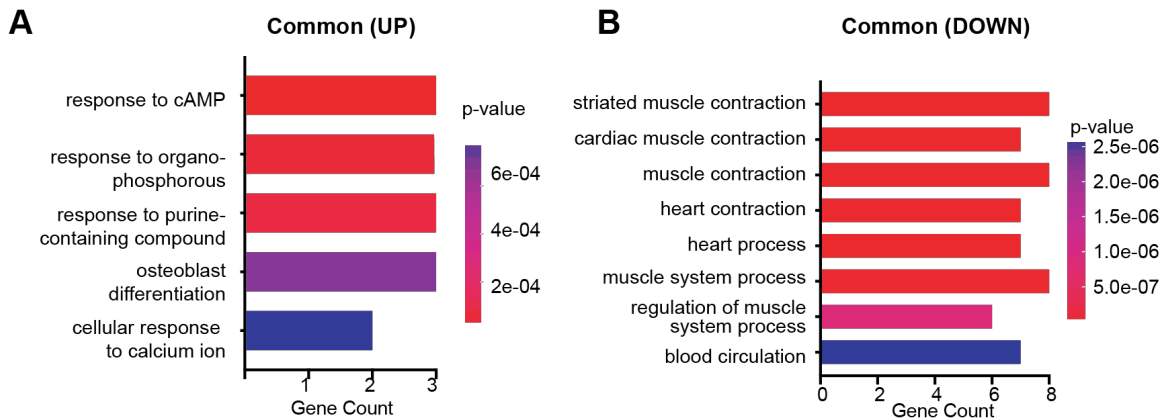 A
Common (UP)
response to cAMP
response to organo-
phosphorous
response to purine-
containing compound
osteoblast
differentiation
cellular response
to calcium ion
1
2
3
Gene Count
p-value
6e-04
4e-04
2e-04
B
Common (DOWN)
striated muscle contraction
cardiac muscle contraction
muscle contraction
heart contraction
heart process
muscle system process
regulation of muscle
system process
blood circulation
0
2
4
6
8
Gene Count
p-value
2.5e-06
2.0e-06
1.5e-06
1.0e-06
5.0e-07